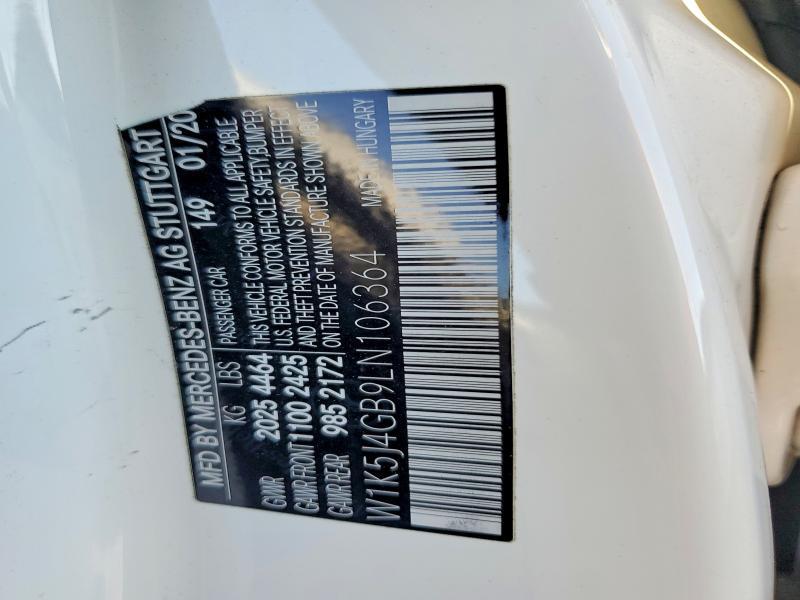 MFD BY MERCEDES-BENZ AG STUTTGART
149 01/20
KG LBS PASSENGER CAR
GVWR 2025 4464 THIS VEHICLE CONFORMS TO ALL APPLICABLE
GAWR FRONT 1100 2425 U.S. FEDERAL MOTOR VEHICLE SAFETY, BUMPER
AND THEFT PREVENTION STANDARDS IN EFFECT
GAWR REAR 985 2172 ON THE DATE OF MANUFACTURE SHOWN ABOVE
W1K5J4GB9LN106364 MADE IN HUNGARY